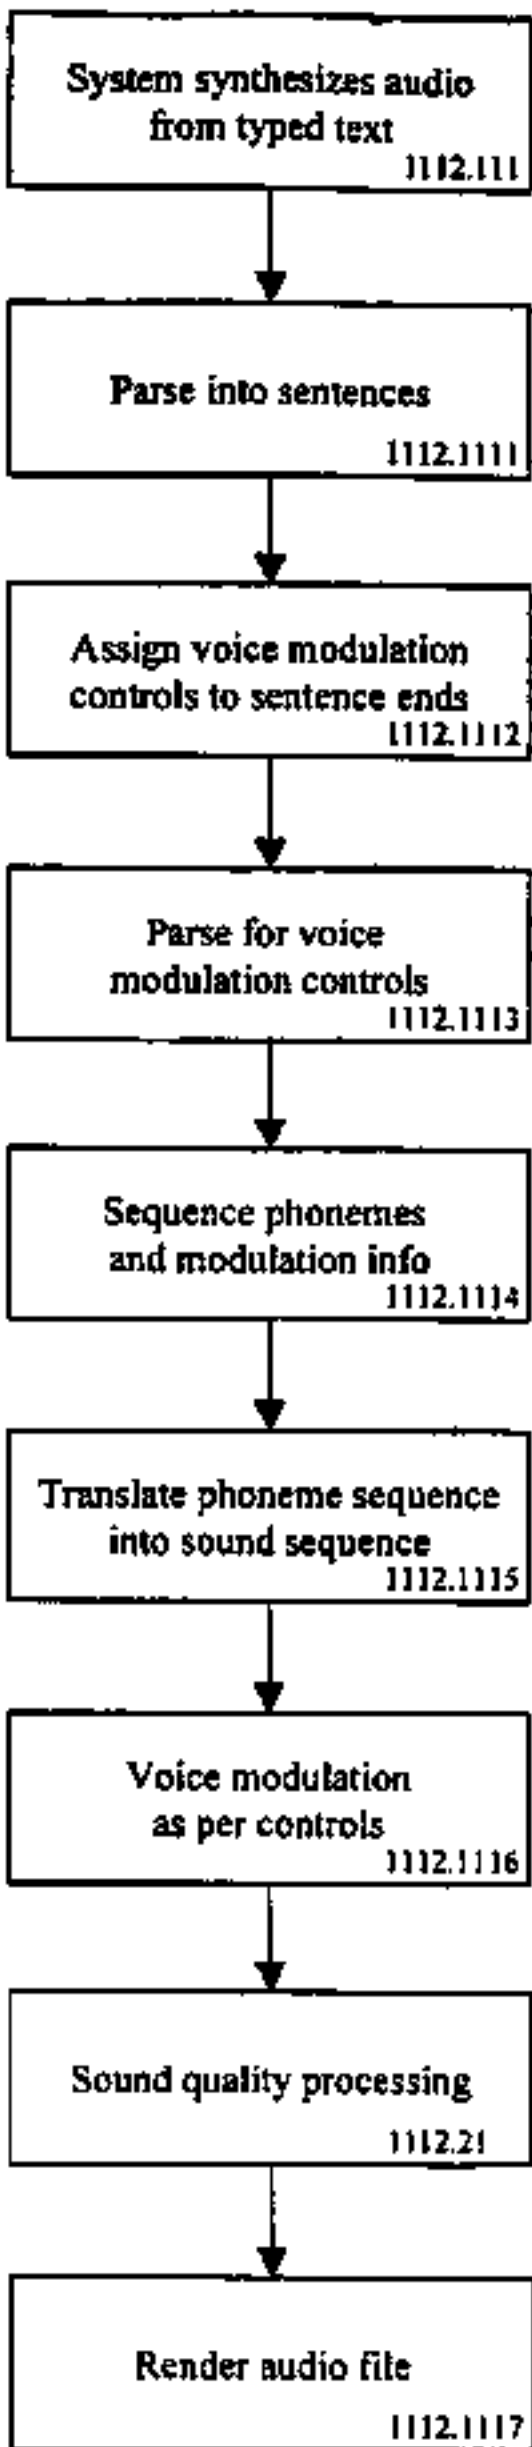 System synthesizes audio
from typed text
1112.111
Parse into sentences
1112.1111
Assign voice modulation
controls to sentence ends
1112.1112
Parse for voice
modulation controls
1112.1113
Sequence phonemes
and modulation info
1112.1114
Translate phoneme sequence
into sound sequence
1112.1115
Voice modulation
as per controls
1112.1116
Sound quality processing
1112.21
Render audio file
1112.1117